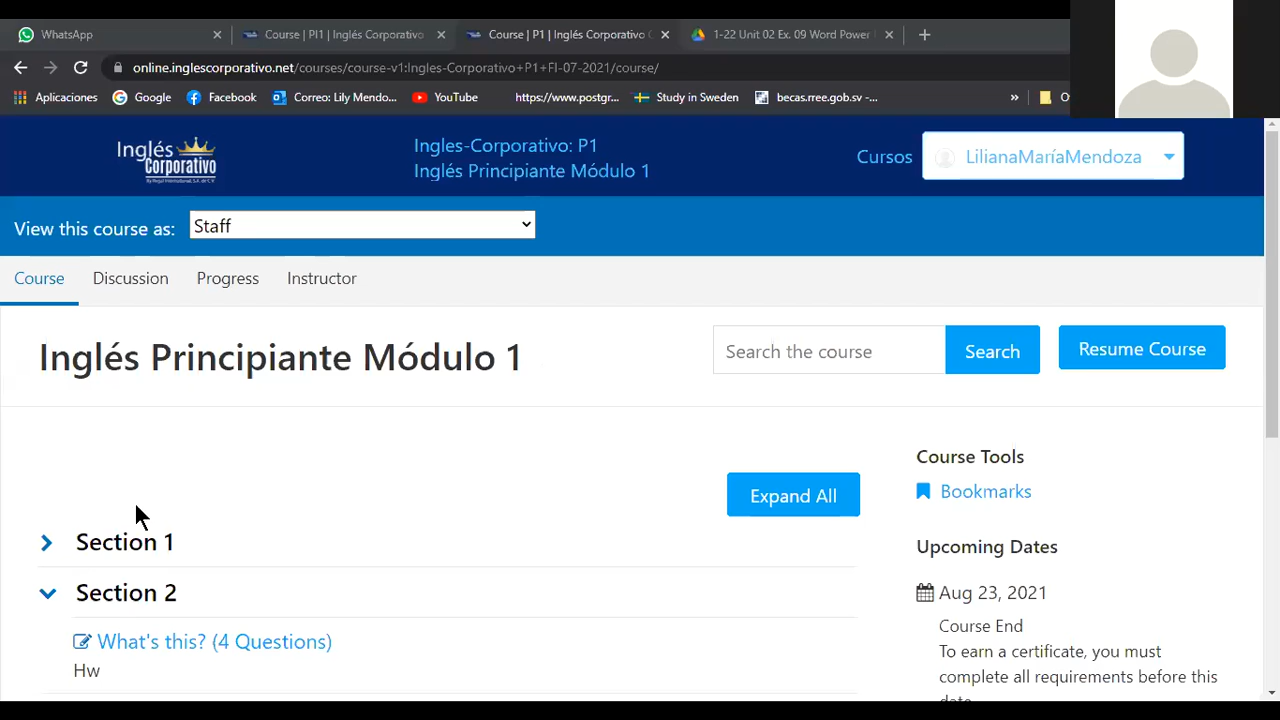 WhatsApp
Course | PI1 | Inglés Corporativo
Course | P1 | Inglés Corporativo
1-22 Unit 02 Ex. 09 Word Power
online.inglescorporativo.net/courses/course-v1:Ingles-Corporativo+P1+FI-07-2021/course/
Aplicaciones
Google
Facebook
Correo: Lily Mendo...
YouTube
https://www.postgr...
Study in Sweden
becas.rree.gob.sv -...
»
Inglés
Corporativo
Ingles-Corporativo: P1
Inglés Principiante Módulo 1
Cursos
LilianaMaríaMendoza
View this course as:
Staff
Course
Discussion
Progress
Instructor
Inglés Principiante Módulo 1
Search the course
Search
Resume Course
Expand All
Section 1
Section 2
What's this? (4 Questions)
Hw
Course Tools
Bookmarks
Upcoming Dates
Aug 23, 2021
Course End
To earn a certificate, you must
complete all requirements before this